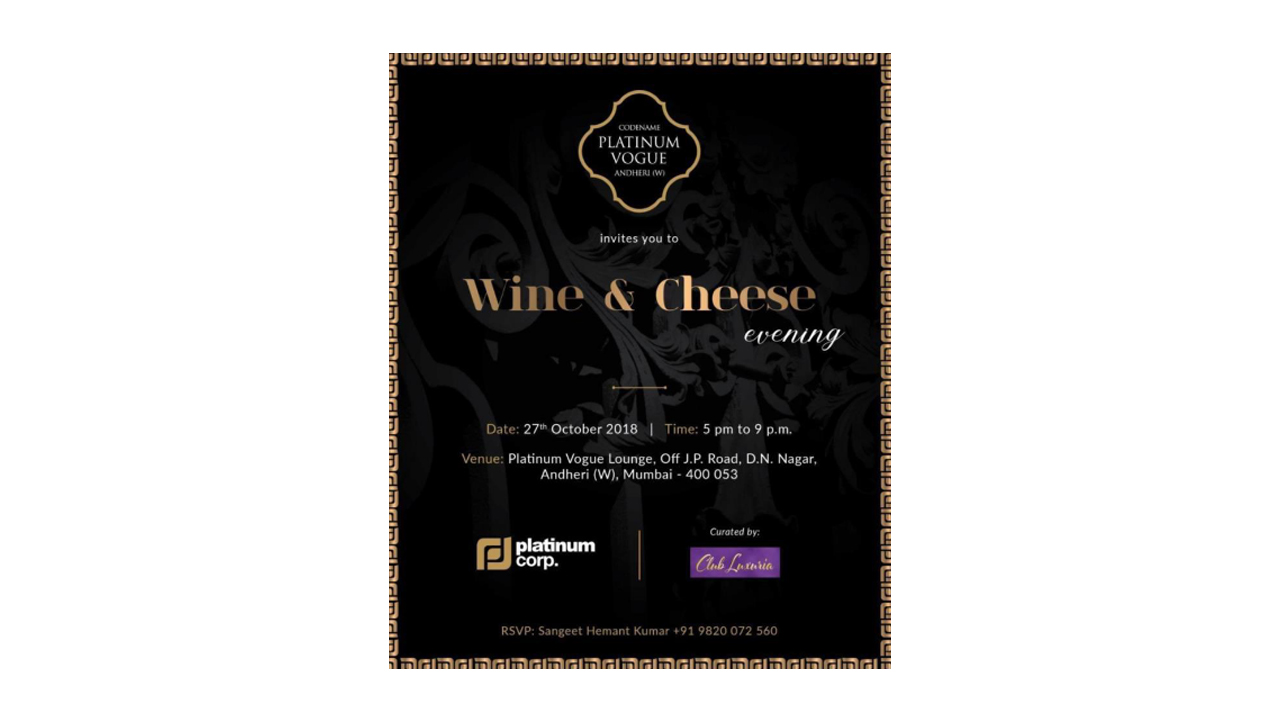 CODENAME
PLATINUM
VOGUE
ANDHERI (W)
invites you to
Wine & Cheese
evening
Date: 27th October 2018 | Time: 5 pm to 9 p.m.
Venue: Platinum Vogue Lounge, Off J.P. Road, D.N. Nagar,
Andheri (W), Mumbai - 400 053
platinum
corp.
Curated by:
Club Luxuria
RSVP: Sangeet Hemant Kumar +91 9820 072 560